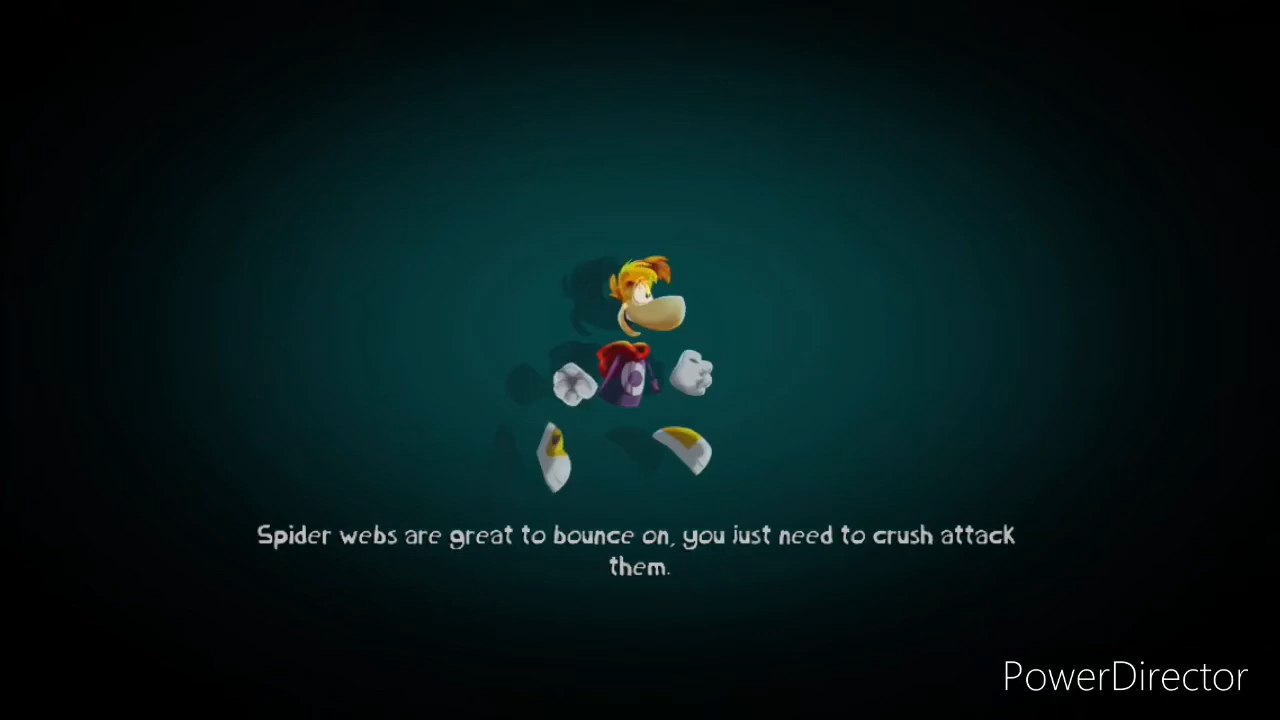 Spider webs are great to bounce on, you just need to crush attack
them.
PowerDirector